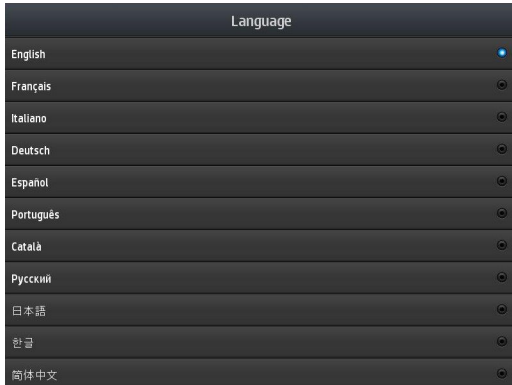 Language
English
Français
Italiano
Deutsch
Español
Português
Català
Русский
日本語
한글
简体中文